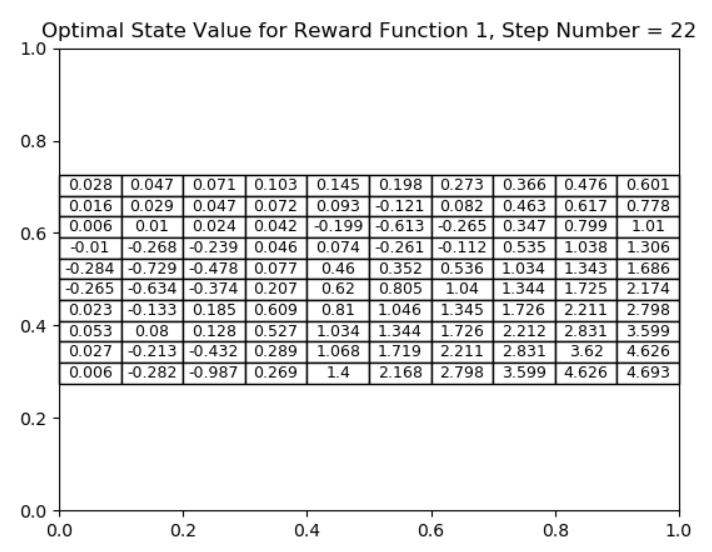 Optimal State Value for Reward Function 1, Step Number = 22
1.0
0.8
0.028 0.047 0.071 0.103 0.145 0.198 0.273 0.366 0.476 0.601
0.016 0.029 0.047 0.072 0.093 -0.121 0.082 0.463 0.617 0.778
0.6
0.006 0.01 0.024 0.042 -0.199 -0.613 -0.265 0.347 0.799 1.01
-0.01 -0.268 -0.239 0.046 0.074 -0.261 -0.112 0.535 1.038 1.306
-0.284 -0.729 -0.478 0.077 0.46 0.352 0.536 1.034 1.343 1.686
-0.265 -0.634 -0.374 0.207 0.62 0.805 1.04 1.344 1.725 2.174
0.023 -0.133 0.185 0.609 0.81 1.046 1.345 1.726 2.211 2.798
0.4
0.053 0.08 0.128 0.527 1.034 1.344 1.726 2.212 2.831 3.599
0.027 -0.213 -0.432 0.289 1.068 1.719 2.211 2.831 3.62 4.626
0.006 -0.282 -0.987 0.269 1.4 2.168 2.798 3.599 4.626 4.693
0.2
0.0
0.0 0.2 0.4 0.6 0.8 1.0